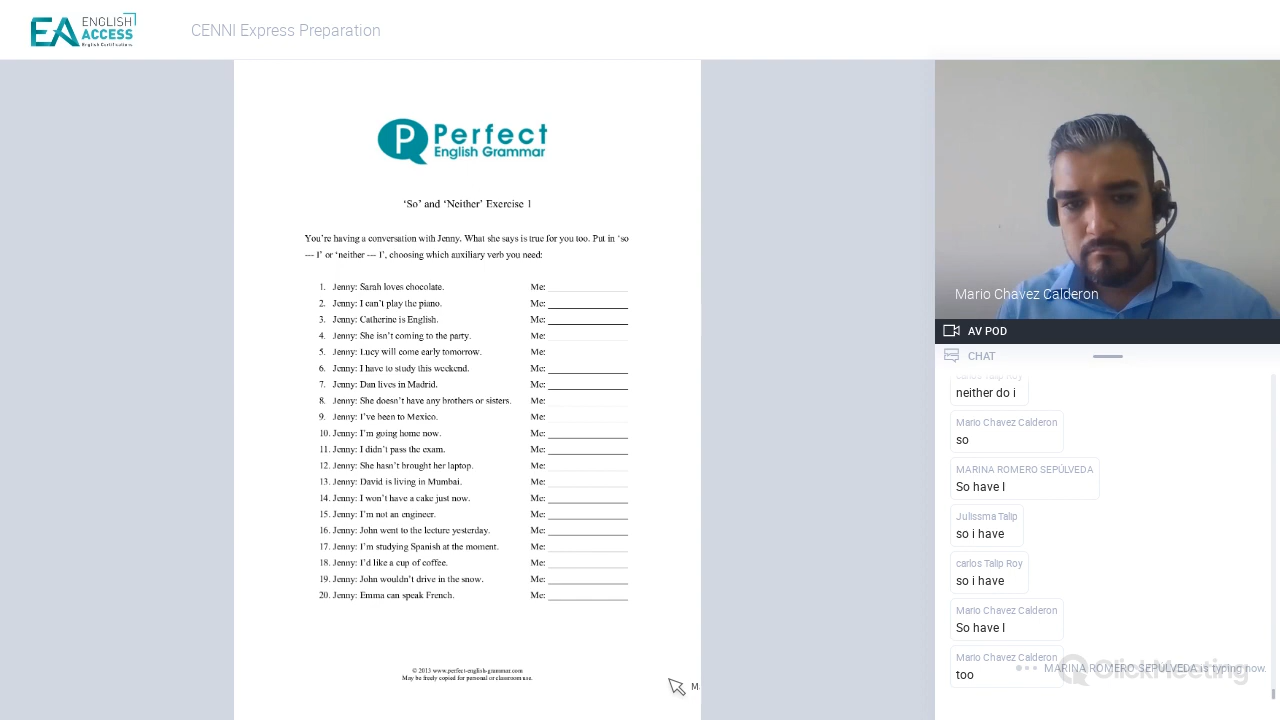 EA ENGLISH
ACCESS
English Certifications
CENNI Express Preparation
P Perfect
English Grammar
'So' and 'Neither' Exercise 1
You're having a conversation with Jenny. What she says is true for you too. Put in 'so
--- I' or 'neither --- I', choosing which auxiliary verb you need:
1. Jenny: Sarah loves chocolate. Me:
2. Jenny: I can't play the piano. Me:
3. Jenny: Catherine is English. Me:
4. Jenny: She isn't coming to the party. Me:
5. Jenny: Lucy will come early tomorrow. Me:
6. Jenny: I have to study this weekend. Me:
7. Jenny: Dan lives in Madrid. Me:
8. Jenny: She doesn't have any brothers or sisters. Me:
9. Jenny: I've been to Mexico. Me:
10. Jenny: I'm going home now. Me:
11. Jenny: I didn't pass the exam. Me:
12. Jenny: She hasn't brought her laptop. Me:
13. Jenny: David is living in Mumbai. Me:
14. Jenny: I won't have a cake just now. Me:
15. Jenny: I'm not an engineer. Me:
16. Jenny: John went to the lecture yesterday. Me:
17. Jenny: I'm studying Spanish at the moment. Me:
18. Jenny: I'd like a cup of coffee. Me:
19. Jenny: John wouldn't drive in the snow. Me:
20. Jenny: Emma can speak French. Me:
© 2013 www.perfect-english-grammar.com
May be freely copied for personal or classroom use.
M
Mario Chavez Calderon
AV POD
CHAT
carlos Talip Roy
neither do i
Mario Chavez Calderon
so
MARINA ROMERO SEPÚLVEDA
So have I
Julissma Talip
so i have
carlos Talip Roy
so i have
Mario Chavez Calderon
So have I
Mario Chavez Calderon
too
MARINA ROMERO SEPÚLVEDA is typing now.
ClickMeeting